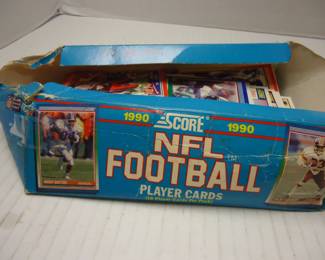 1990 SCORE 1990
NFL
FOOTBALL
PLAYER CARDS